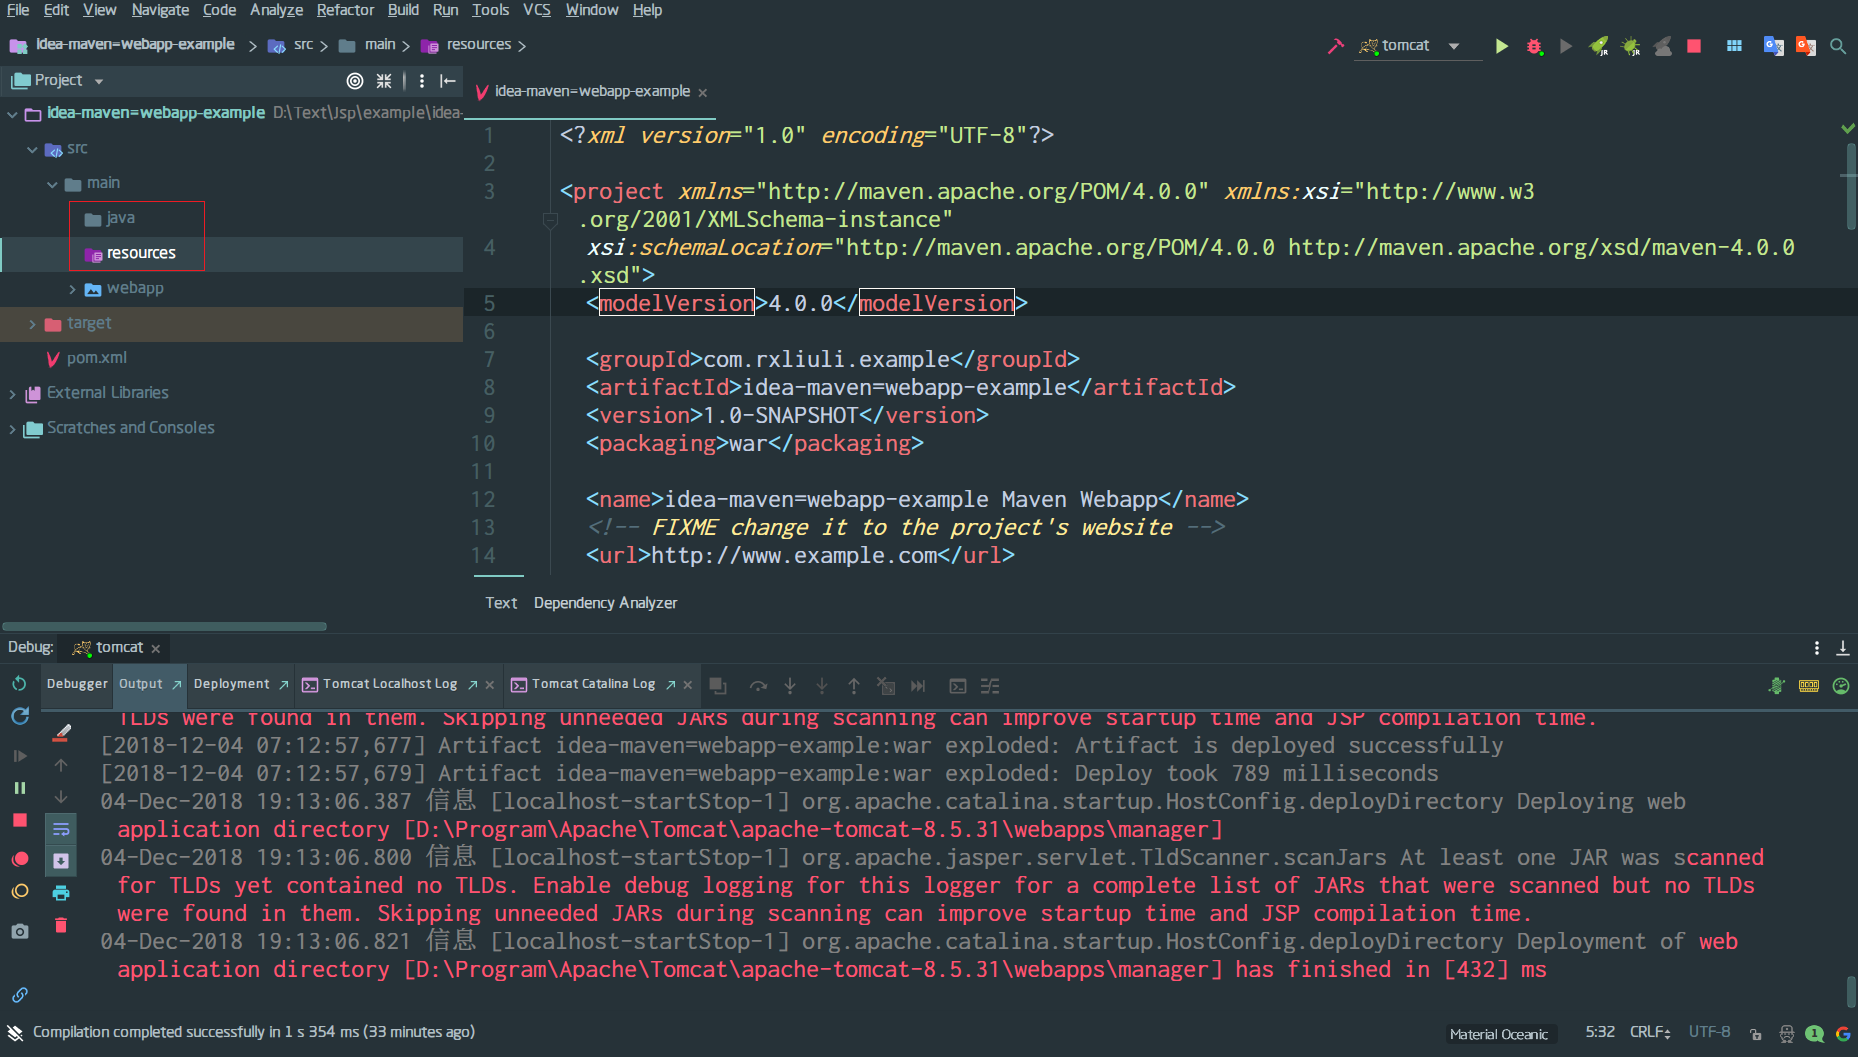 File Edit View Navigate Code Analyze Refactor Build Run Tools VCS Window Help
idea-maven=webapp-example src main resources
tomcat
Project
idea-maven=webapp-example
idea-maven=webapp-example D:\Text\Jsp\example\idea-
src
main
java
resources
webapp
target
pom.xml
External Libraries
Scratches and Consoles
1 <?xml version="1.0" encoding="UTF-8"?>
2
3 <project xmlns="http://maven.apache.org/POM/4.0.0" xmlns:xsi="http://www.w3
.org/2001/XMLSchema-instance"
4 xsi:schemaLocation="http://maven.apache.org/POM/4.0.0 http://maven.apache.org/xsd/maven-4.0.0
.xsd">
5 <modelVersion>4.0.0</modelVersion>
6
7 <groupId>com.rxliuli.example</groupId>
8 <artifactId>idea-maven=webapp-example</artifactId>
9 <version>1.0-SNAPSHOT</version>
10 <packaging>war</packaging>
11
12 <name>idea-maven=webapp-example Maven Webapp</name>
13 <!-- FIXME change it to the project's website -->
14 <url>http://www.example.com</url>
Text Dependency Analyzer
Debug: tomcat
Debugger Output Deployment Tomcat Localhost Log Tomcat Catalina Log
TLDs were found in them. Skipping unneeded JARs during scanning can improve startup time and JSP compilation time.
[2018-12-04 07:12:57,677] Artifact idea-maven=webapp-example:war exploded: Artifact is deployed successfully
[2018-12-04 07:12:57,679] Artifact idea-maven=webapp-example:war exploded: Deploy took 789 milliseconds
04-Dec-2018 19:13:06.387 信息 [localhost-startStop-1] org.apache.catalina.startup.HostConfig.deployDirectory Deploying web
application directory [D:\Program\Apache\Tomcat\apache-tomcat-8.5.31\webapps\manager]
04-Dec-2018 19:13:06.800 信息 [localhost-startStop-1] org.apache.jasper.servlet.TldScanner.scanJars At least one JAR was scanned
for TLDs yet contained no TLDs. Enable debug logging for this logger for a complete list of JARs that were scanned but no TLDs
were found in them. Skipping unneeded JARs during scanning can improve startup time and JSP compilation time.
04-Dec-2018 19:13:06.821 信息 [localhost-startStop-1] org.apache.catalina.startup.HostConfig.deployDirectory Deployment of web
application directory [D:\Program\Apache\Tomcat\apache-tomcat-8.5.31\webapps\manager] has finished in [432] ms
Compilation completed successfully in 1 s 354 ms (33 minutes ago)
Material Oceanic 5:32 CRLF UTF-8 1